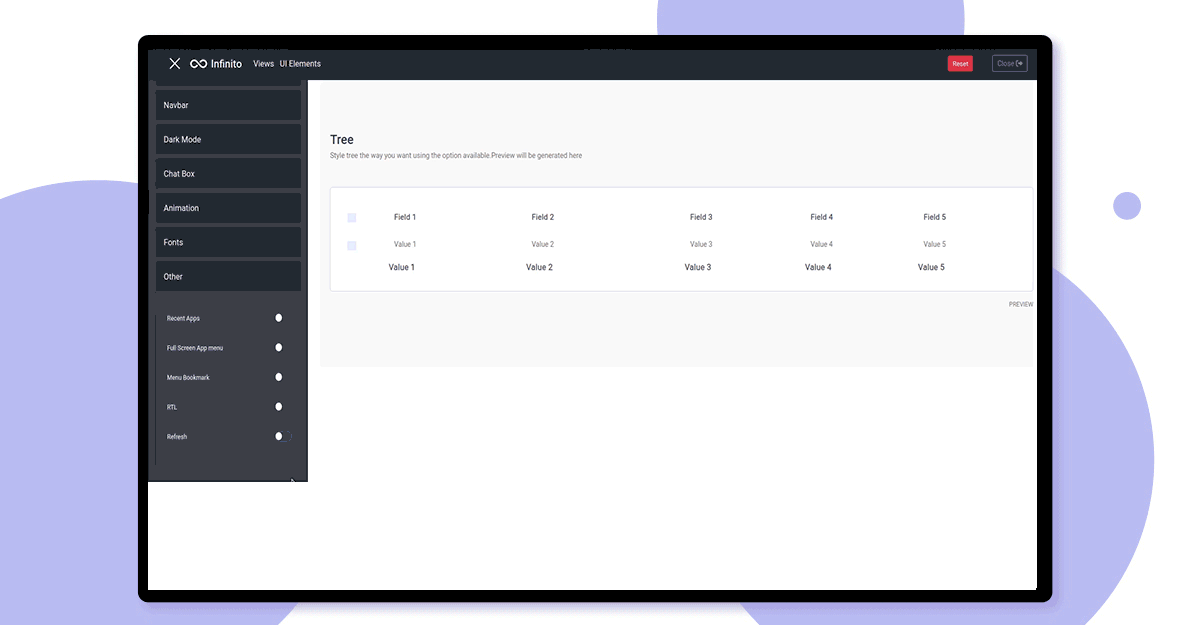 Infinito Views UI Elements Reset Close
Navbar
Dark Mode
Chat Box
Animation
Fonts
Other
Recent Apps
Full Screen App menu
Menu Bookmark
RTL
Refresh
Tree
Style tree the way you want using the option available.Preview will be generated here
Field 1 Field 2 Field 3 Field 4 Field 5
Value 1 Value 2 Value 3 Value 4 Value 5
Value 1 Value 2 Value 3 Value 4 Value 5
PREVIEW